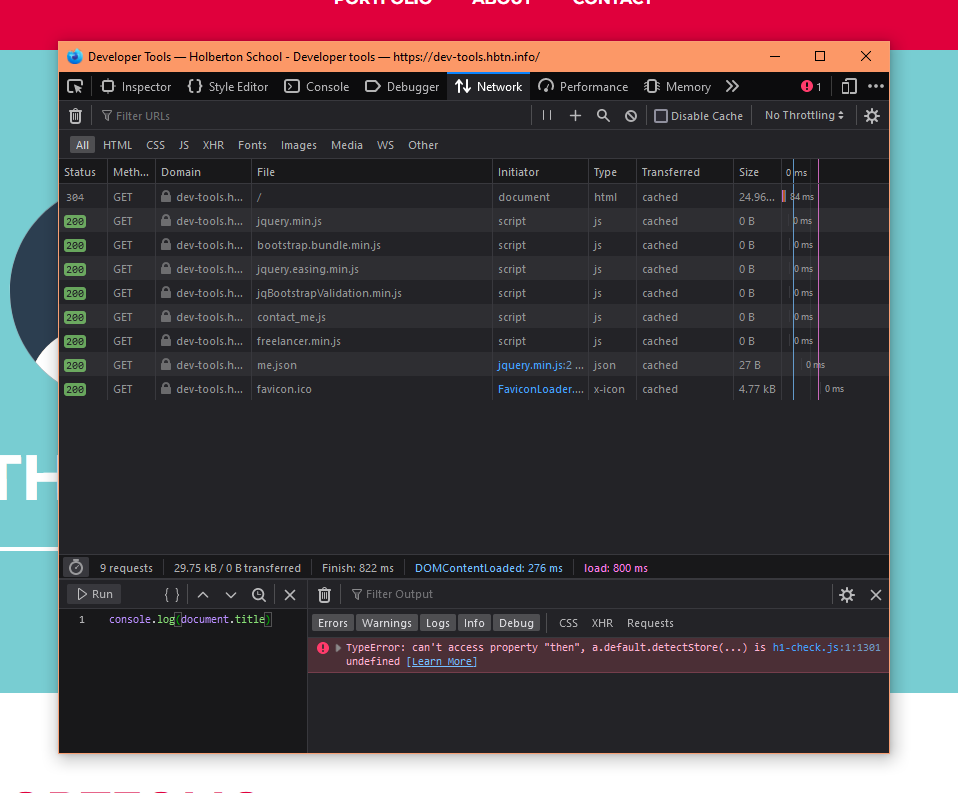 PORTFOLIO ABOUT CONTACT
Developer Tools — Holberton School - Developer tools — https://dev-tools.hbtn.info/
Inspector Style Editor Console Debugger Network Performance Memory 1
Filter URLs Disable Cache No Throttling
All HTML CSS JS XHR Fonts Images Media WS Other
Status Meth... Domain File Initiator Type Transferred Size 0 ms
304 GET dev-tools.h... / document html cached 24.96... 84 ms
200 GET dev-tools.h... jquery.min.js script js cached 0 B 0 ms
200 GET dev-tools.h... bootstrap.bundle.min.js script js cached 0 B 0 ms
200 GET dev-tools.h... jquery.easing.min.js script js cached 0 B 0 ms
200 GET dev-tools.h... jqBootstrapValidation.min.js script js cached 0 B 0 ms
200 GET dev-tools.h... contact_me.js script js cached 0 B 0 ms
200 GET dev-tools.h... freelancer.min.js script js cached 0 B 0 ms
200 GET dev-tools.h... me.json jquery.min.js:2 ... json cached 27 B 0 ms
200 GET dev-tools.h... favicon.ico FaviconLoader.... x-icon cached 4.77 kB 0 ms
TH
9 requests 29.75 kB / 0 B transferred Finish: 822 ms DOMContentLoaded: 276 ms load: 800 ms
Run { } Filter Output
1 console.log(document.title)
Errors Warnings Logs Info Debug CSS XHR Requests
TypeError: can't access property "then", a.default.detectStore(...) is h1-check.js:1:1301
undefined [Learn More]